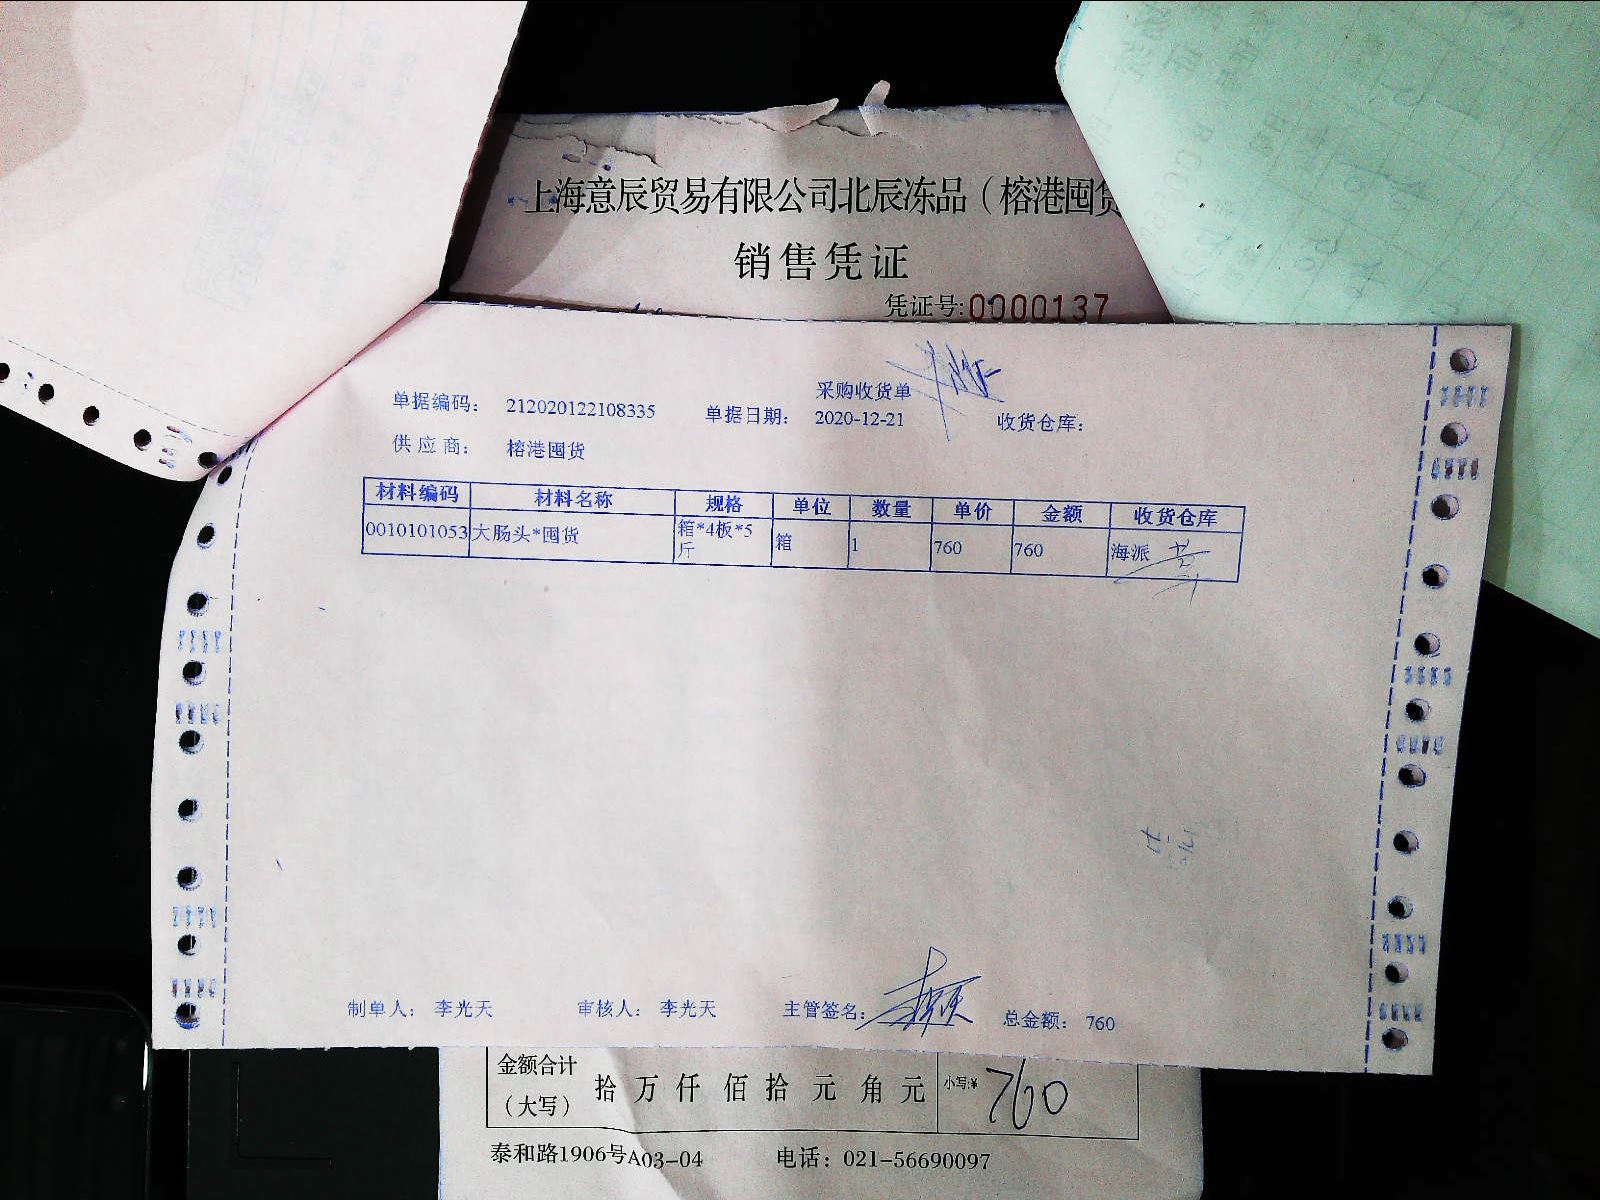 上海意辰贸易有限公司北辰冻品（榕港囤货
销售凭证
凭证号:0000137
采购收货单
单据编码： 212020122108335 单据日期： 2020-12-21 收货仓库：
供应商： 榕港囤货
材料编码 材料名称 规格 单位 数量 单价 金额 收货仓库
0010101053 大肠头*囤货 箱*4板*5斤 箱 1 760 760 海派
制单人： 李光天 审核人： 李光天 主管签名： 总金额： 760
金额合计（大写） 拾万仟佰拾元角元 小写:¥ 760
泰和路1906号A03-04 电话：021-56690097